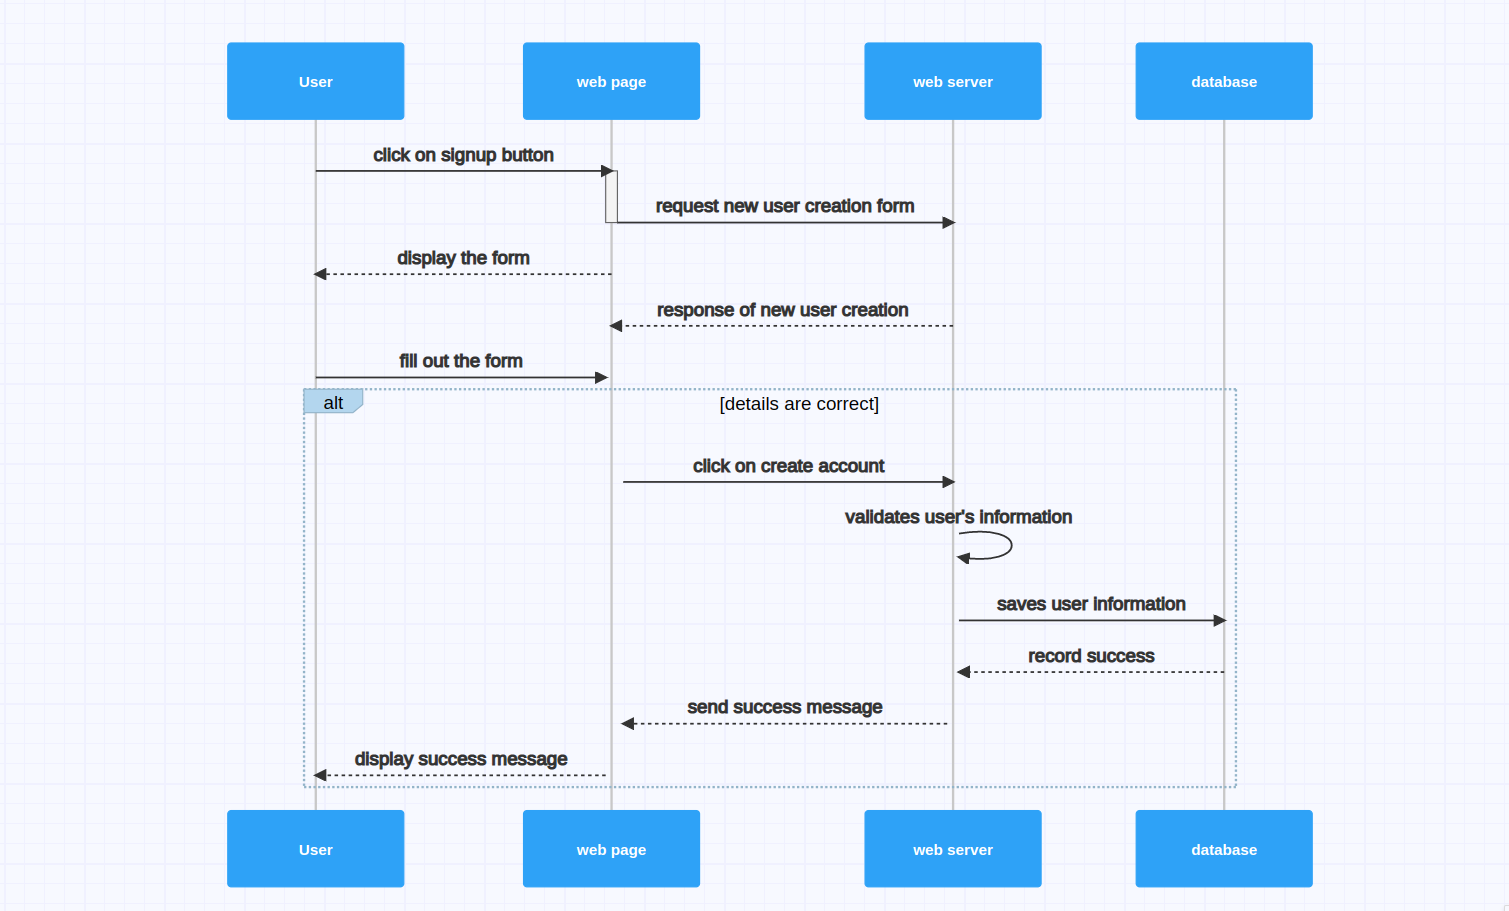 User
web page
web server
database
click on signup button
request new user creation form
display the form
response of new user creation
fill out the form
alt
[details are correct]
click on create account
validates user's information
saves user information
record success
send success message
display success message
User
web page
web server
database